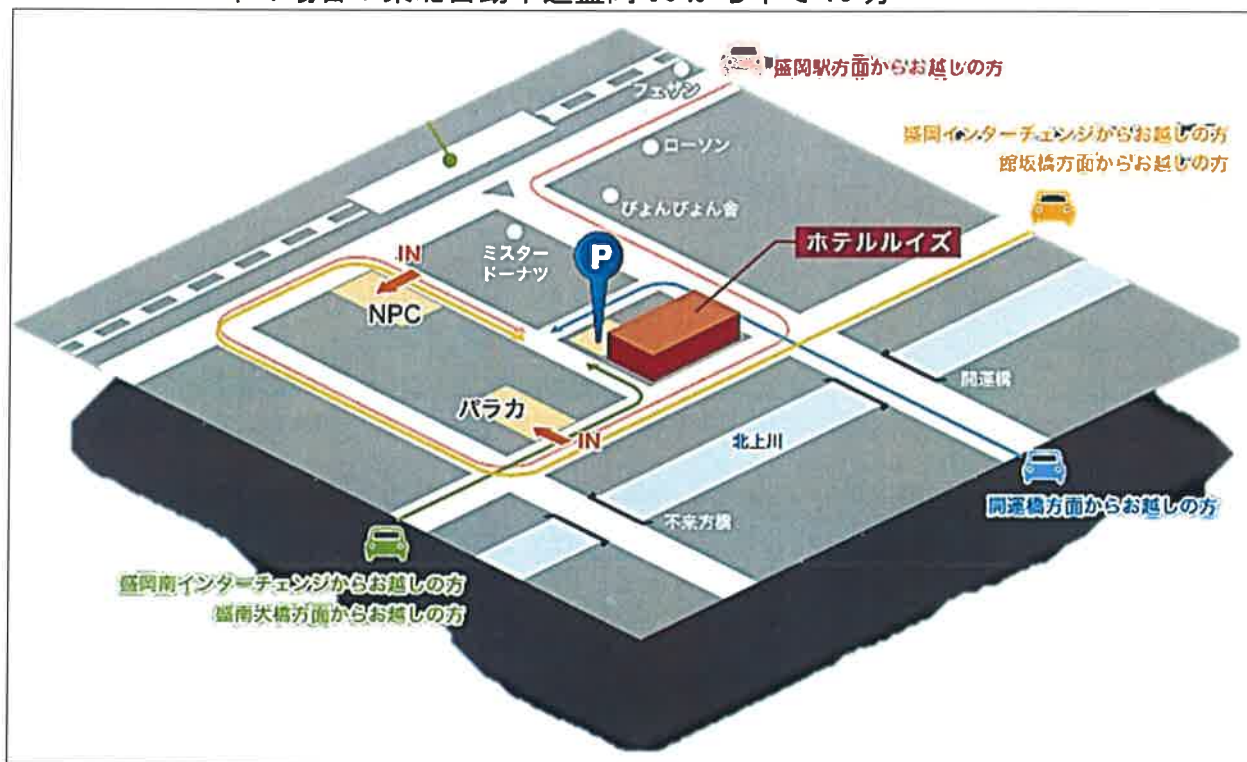 盛岡駅方面からお越しの方
フェザン
盛岡インターチェンジからお越しの方
館坂橋方面からお越しの方
ローソン
ぴょんぴょん舎
ホテルルイズ
P
ミスター
ドーナツ
IN
NPC
開運橋
パラカ
IN
北上川
不来方橋
開運橋方面からお越しの方
盛岡南インターチェンジからお越しの方
盛南大橋方面からお越しの方